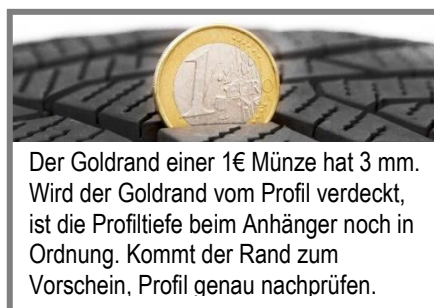 1
Der Goldrand einer 1€ Münze hat 3 mm.
Wird der Goldrand vom Profil verdeckt,
ist die Profiltiefe beim Anhänger noch in
Ordnung. Kommt der Rand zum
Vorschein, Profil genau nachprüfen.